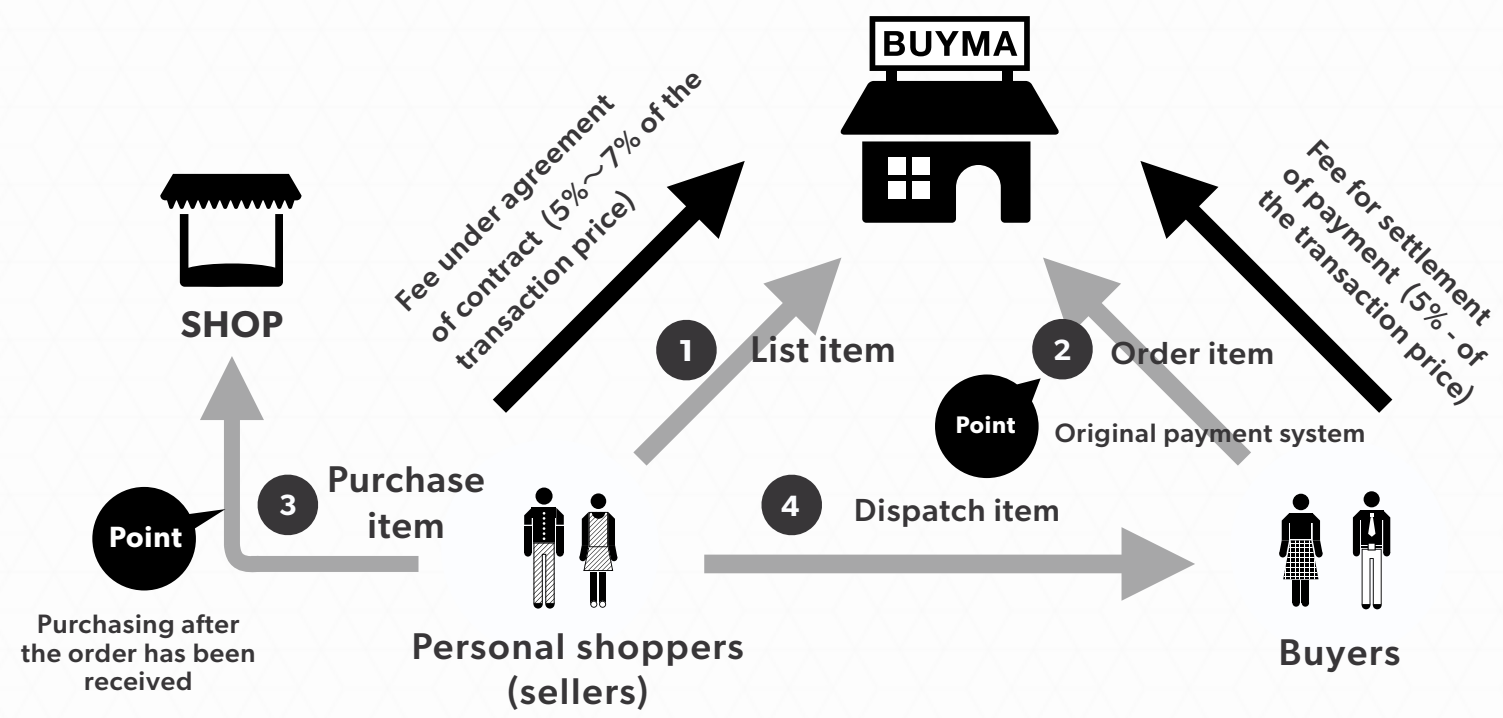 BUYMA
Fee under agreement
of contract (5%～7% of the
transaction price)
Fee for settlement
of payment (5% - of
the transaction price)
SHOP
1
List item
2
Order item
Point
Original payment system
3
Purchase
item
Point
Purchasing after
the order has been
received
4
Dispatch item
Personal shoppers
(sellers)
Buyers